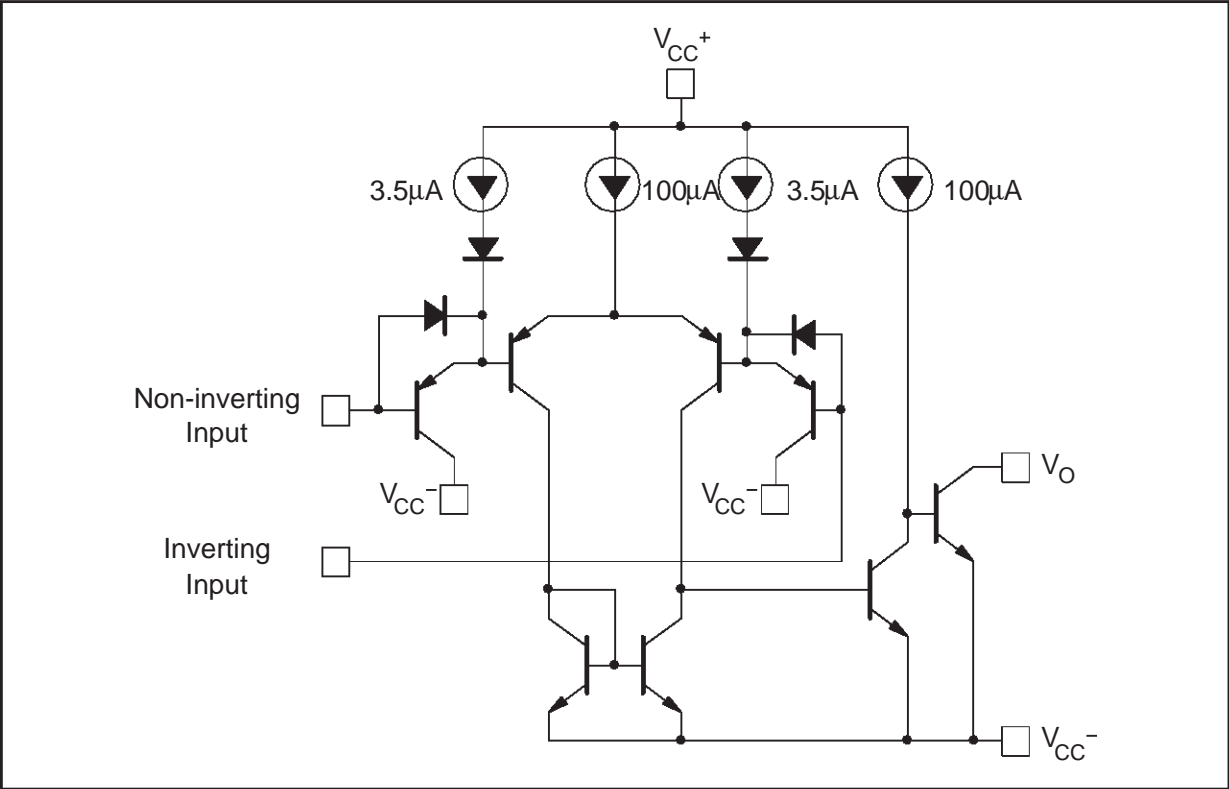 VCC+
3.5μA
100μA
3.5μA
100μA
Non-inverting
Input
VCC−
VCC−
VO
Inverting
Input
VCC−